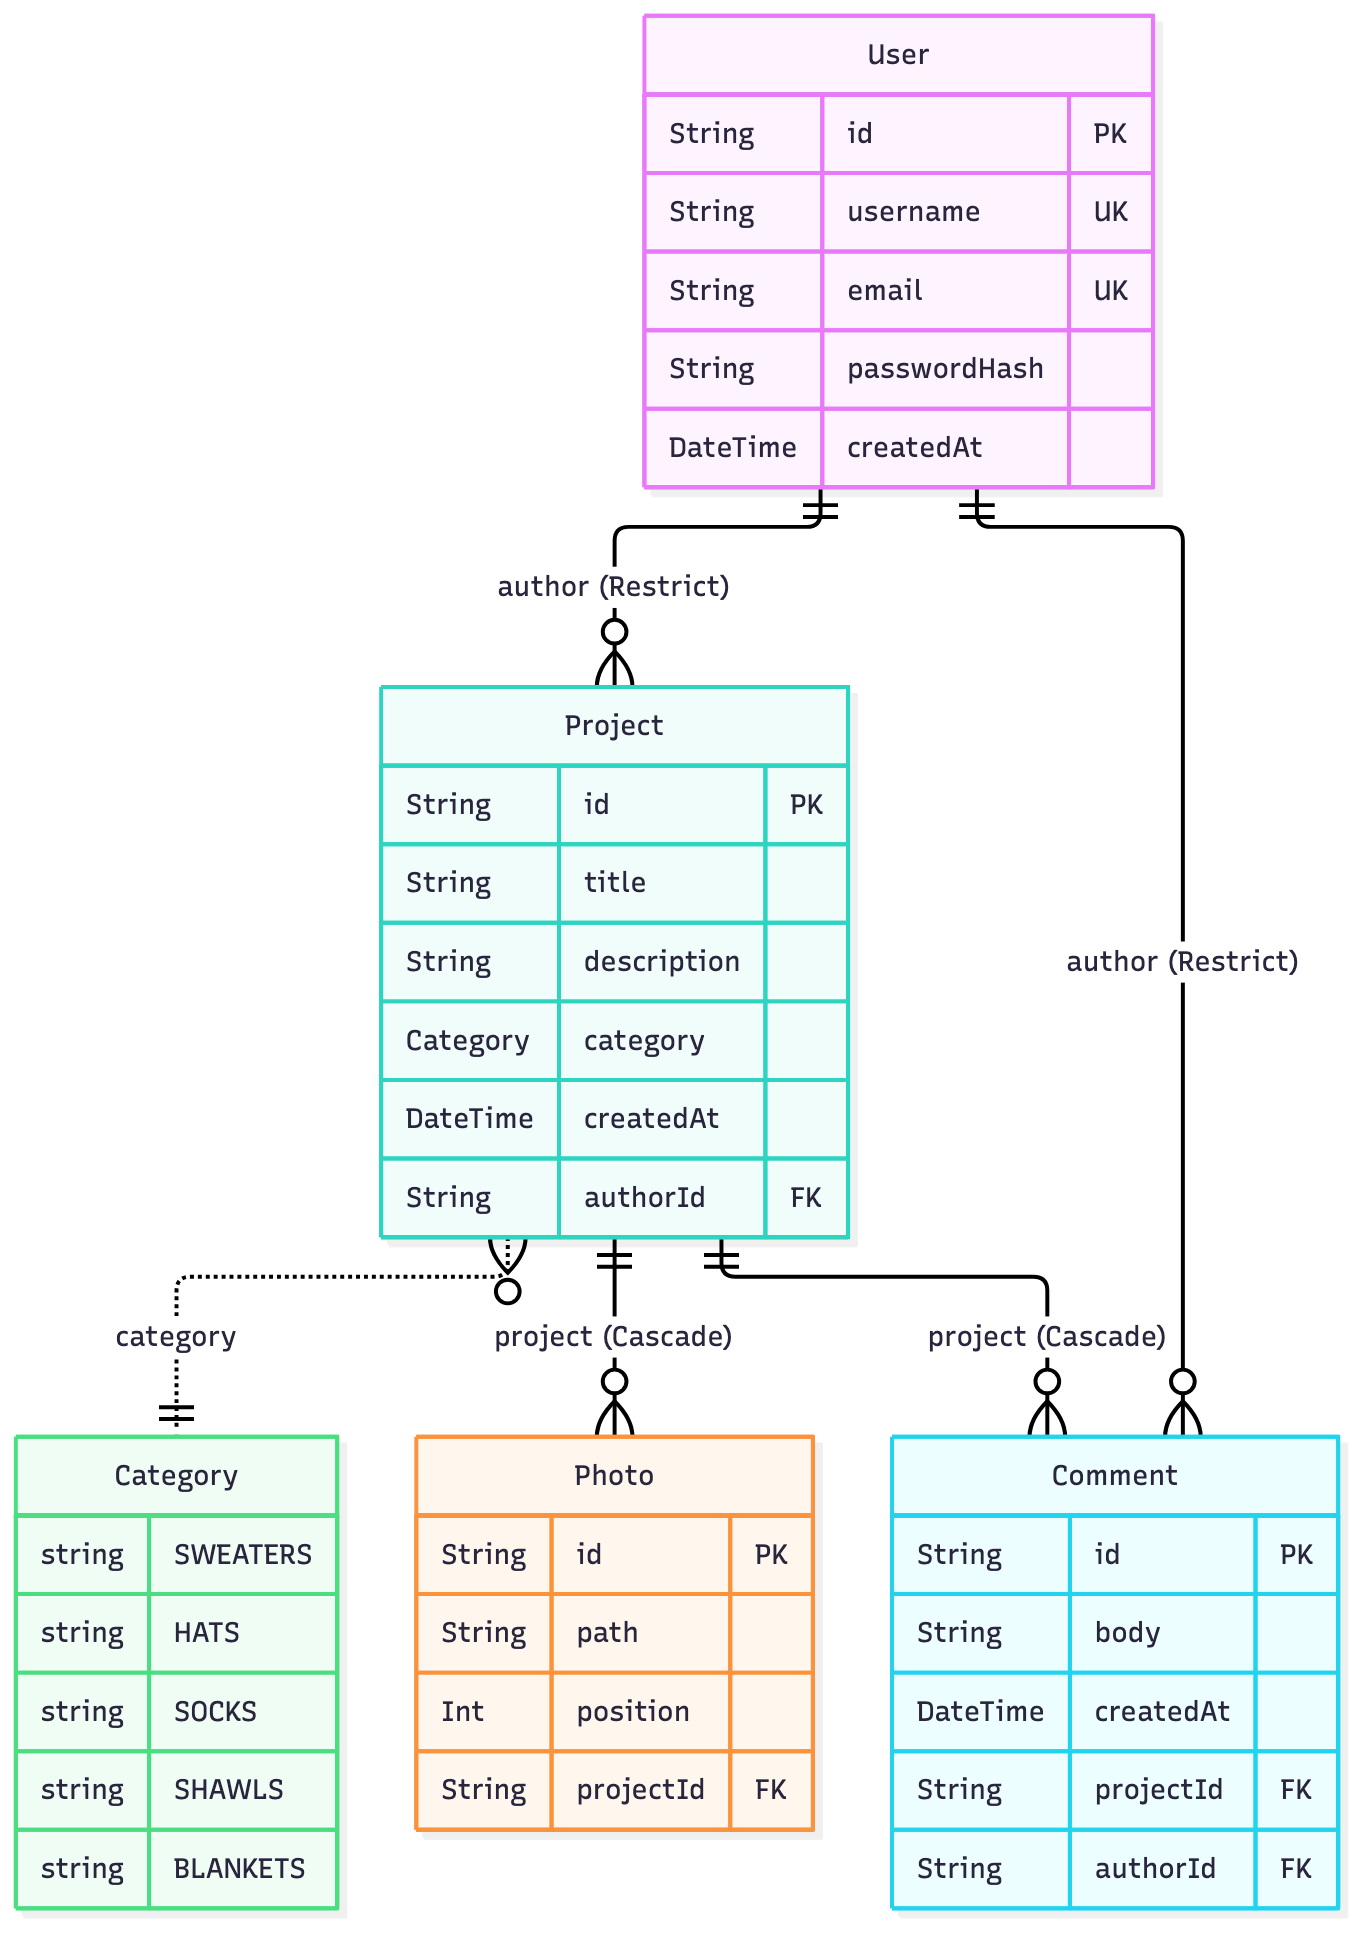 User
String id PK
String username UK
String email UK
String passwordHash
DateTime createdAt
author (Restrict)
Project
String id PK
String title
String description
Category category
DateTime createdAt
String authorId FK
author (Restrict)
category
project (Cascade)
project (Cascade)
Category
string SWEATERS
string HATS
string SOCKS
string SHAWLS
string BLANKETS
Photo
String id PK
String path
Int position
String projectId FK
Comment
String id PK
String body
DateTime createdAt
String projectId FK
String authorId FK